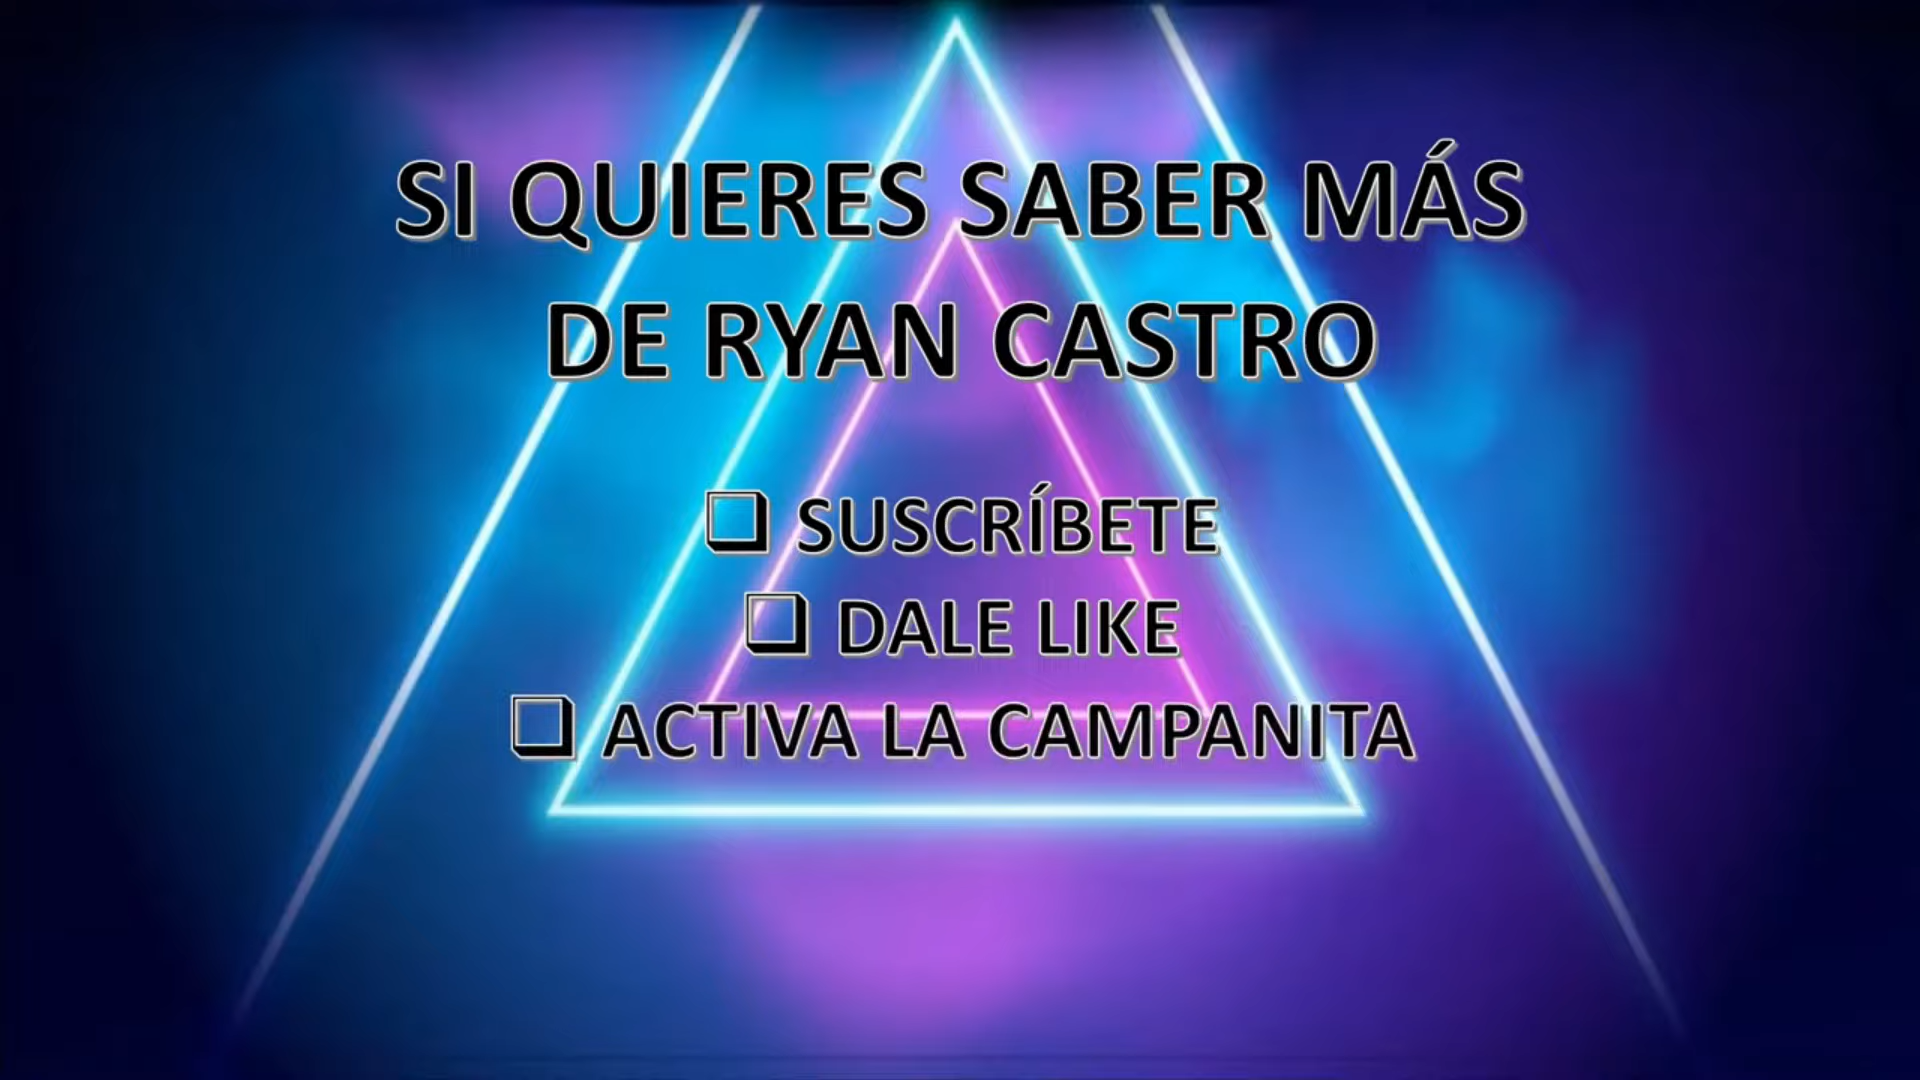 SI QUIERES SABER MÁS
DE RYAN CASTRO
❑ SUSCRÍBETE
❑ DALE LIKE
❑ ACTIVA LA CAMPANITA